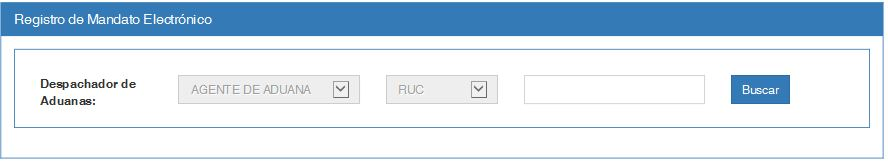 Registro de Mandato Electrónico
Despachador de
Aduanas:
AGENTE DE ADUANA
RUC
Buscar